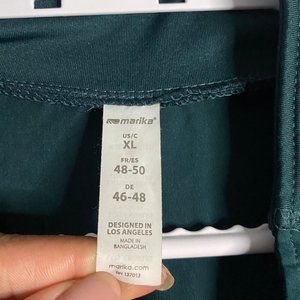 marika®
US/C
XL
FR/ES
48-50
DE
46-48
DESIGNED IN
LOS ANGELES
MADE IN
BANGLADESH
marika.com